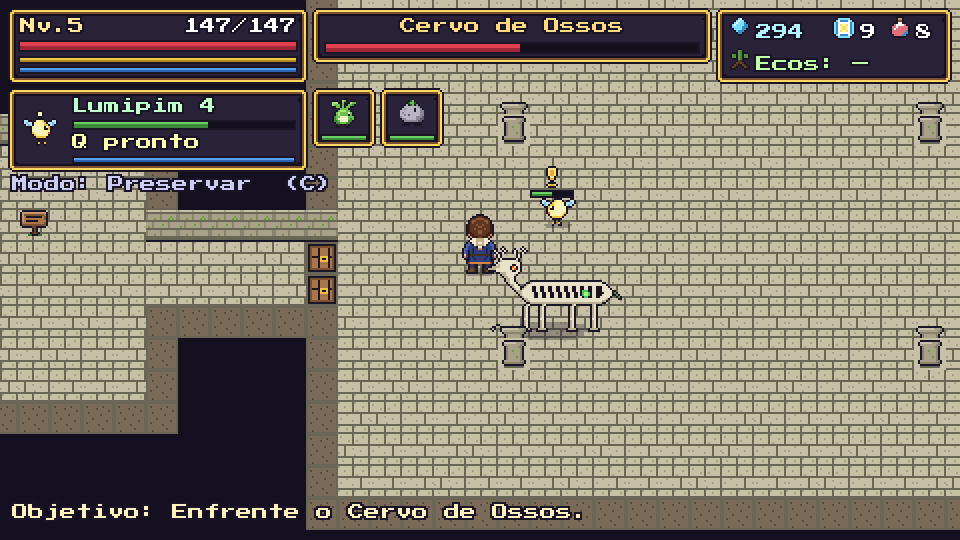 Nv.5 147/147
Cervo de Ossos
294 9 8
Ecos: —
Lumipim 4
Q pronto
Modo: Preservar (C)
Objetivo: Enfrente o Cervo de Ossos.